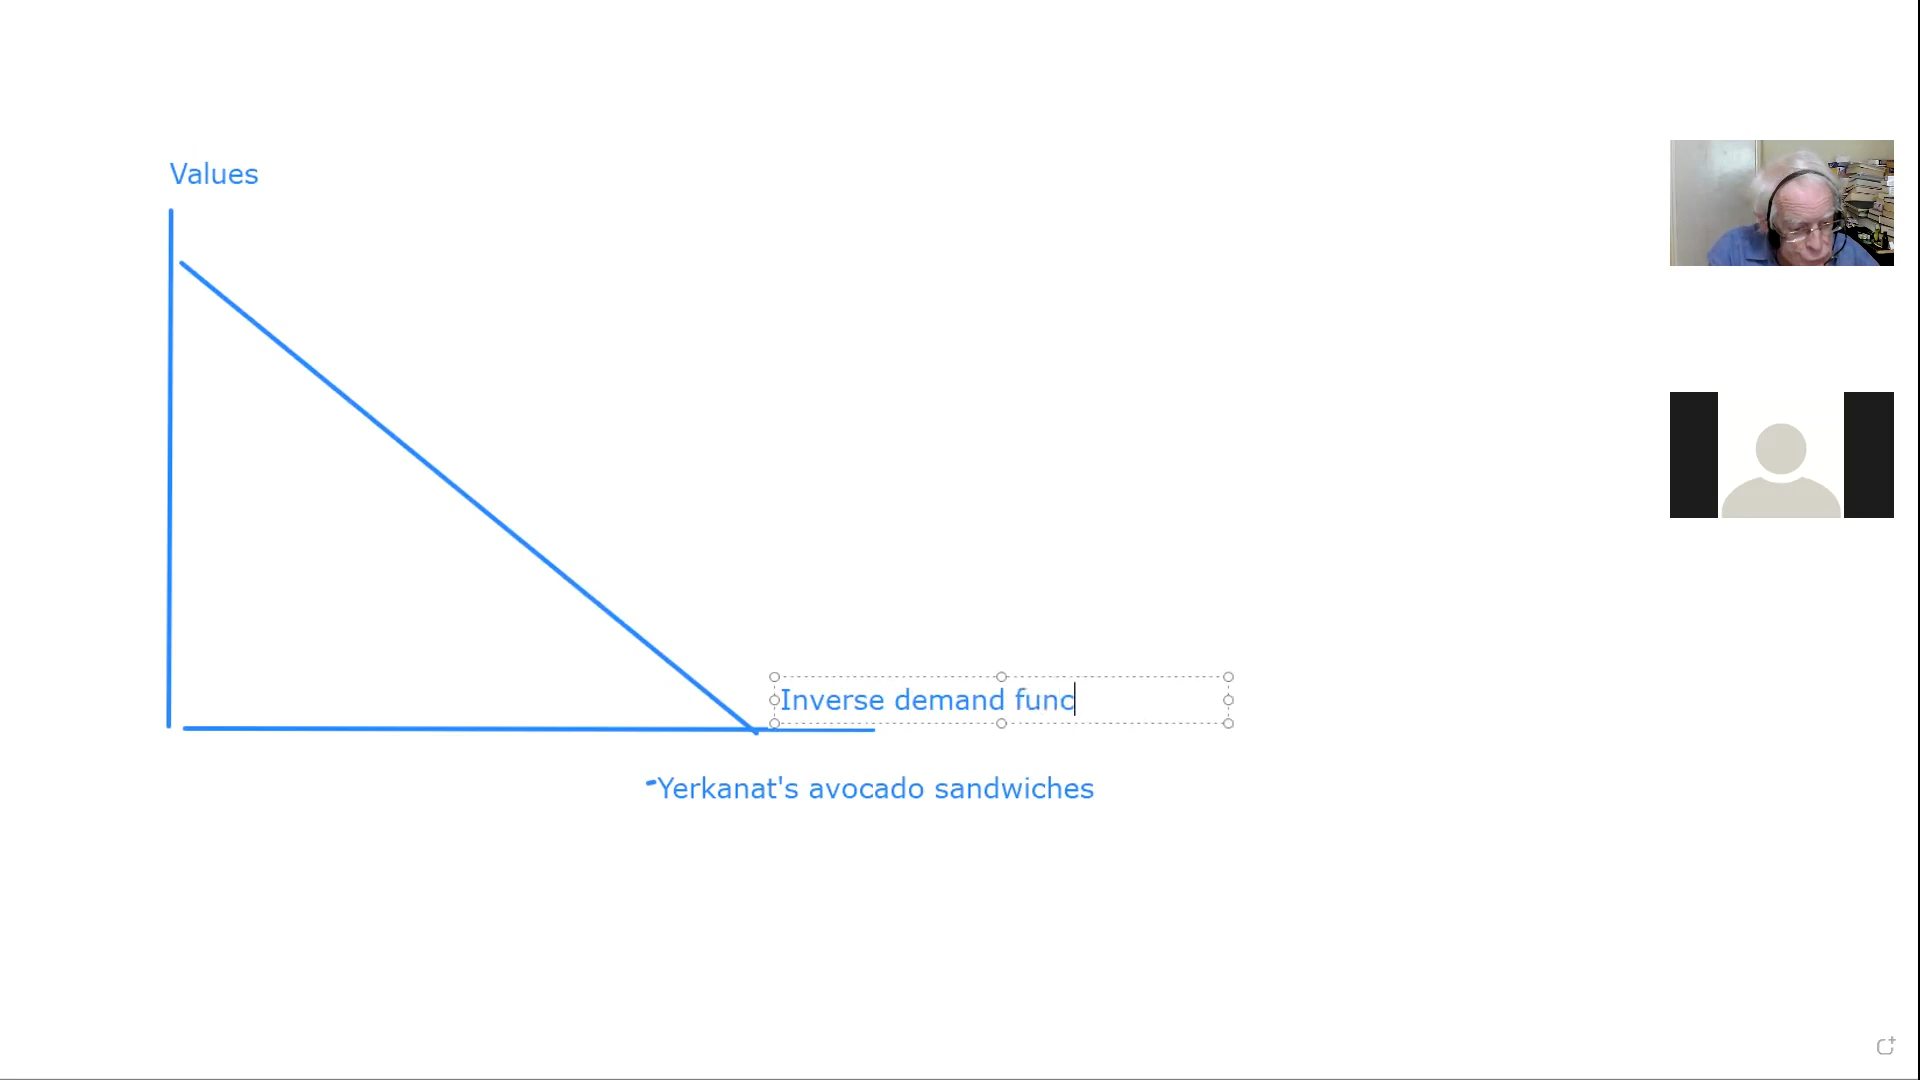 Values
Inverse demand func
Yerkanat's avocado sandwiches